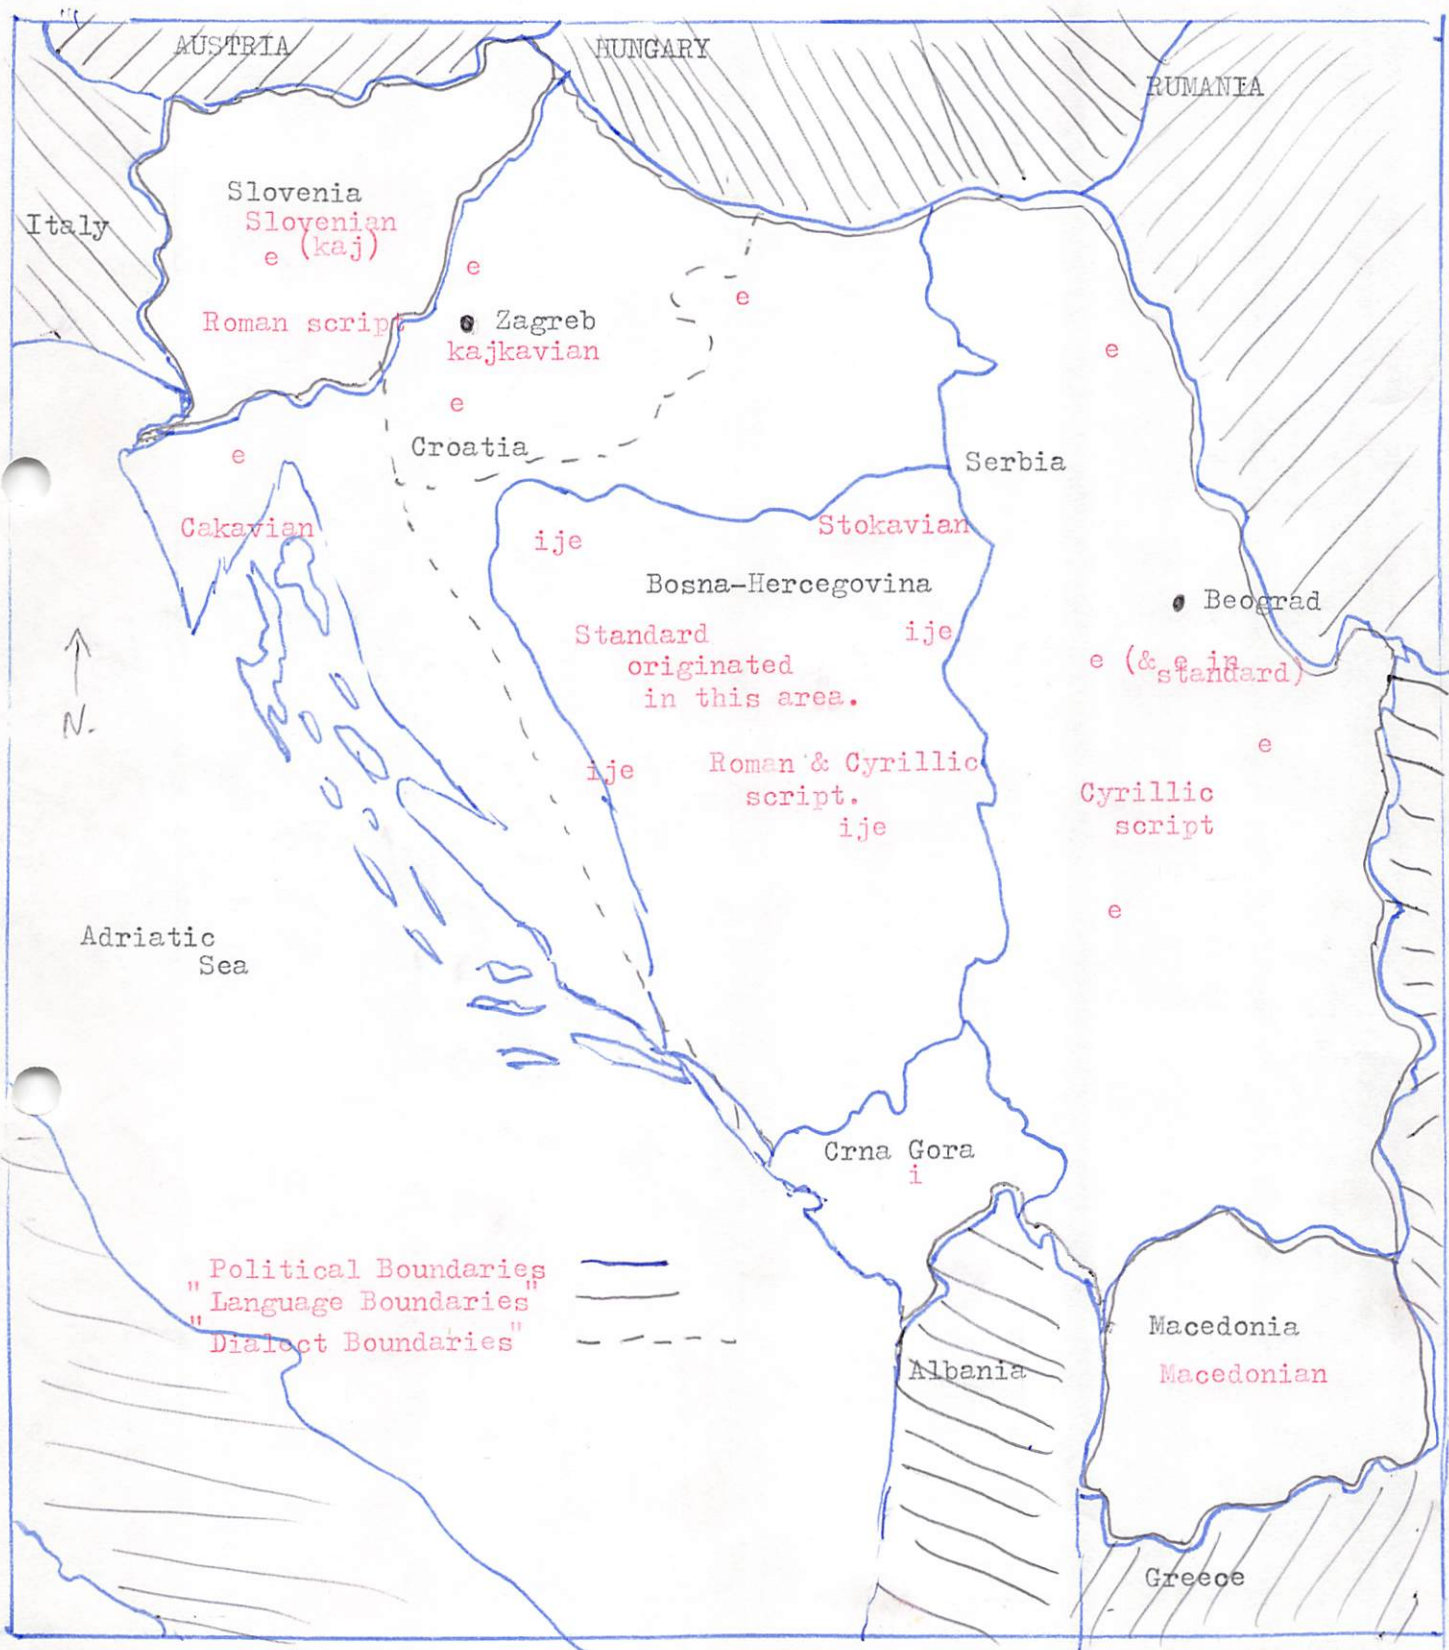 AUSTRIA
HUNGARY
RUMANIA
Slovenia
Slovenian
e (kaj)
Roman script
Italy
e
Zagreb
kajkavian
e
e
e
Croatia
e
Cakavian
Serbia
Stokavian
ije
Bosna-Hercegovina
Standard
originated
in this area.
ije
Beograd
e (& e in
standard)
N.
ije
Roman & Cyrillic
script.
ije
e
Cyrillic
script
e
Adriatic
Sea
Crna Gora
i
Political Boundaries
"Language Boundaries"
"Dialect Boundaries"
Albania
Macedonia
Macedonian
Greece